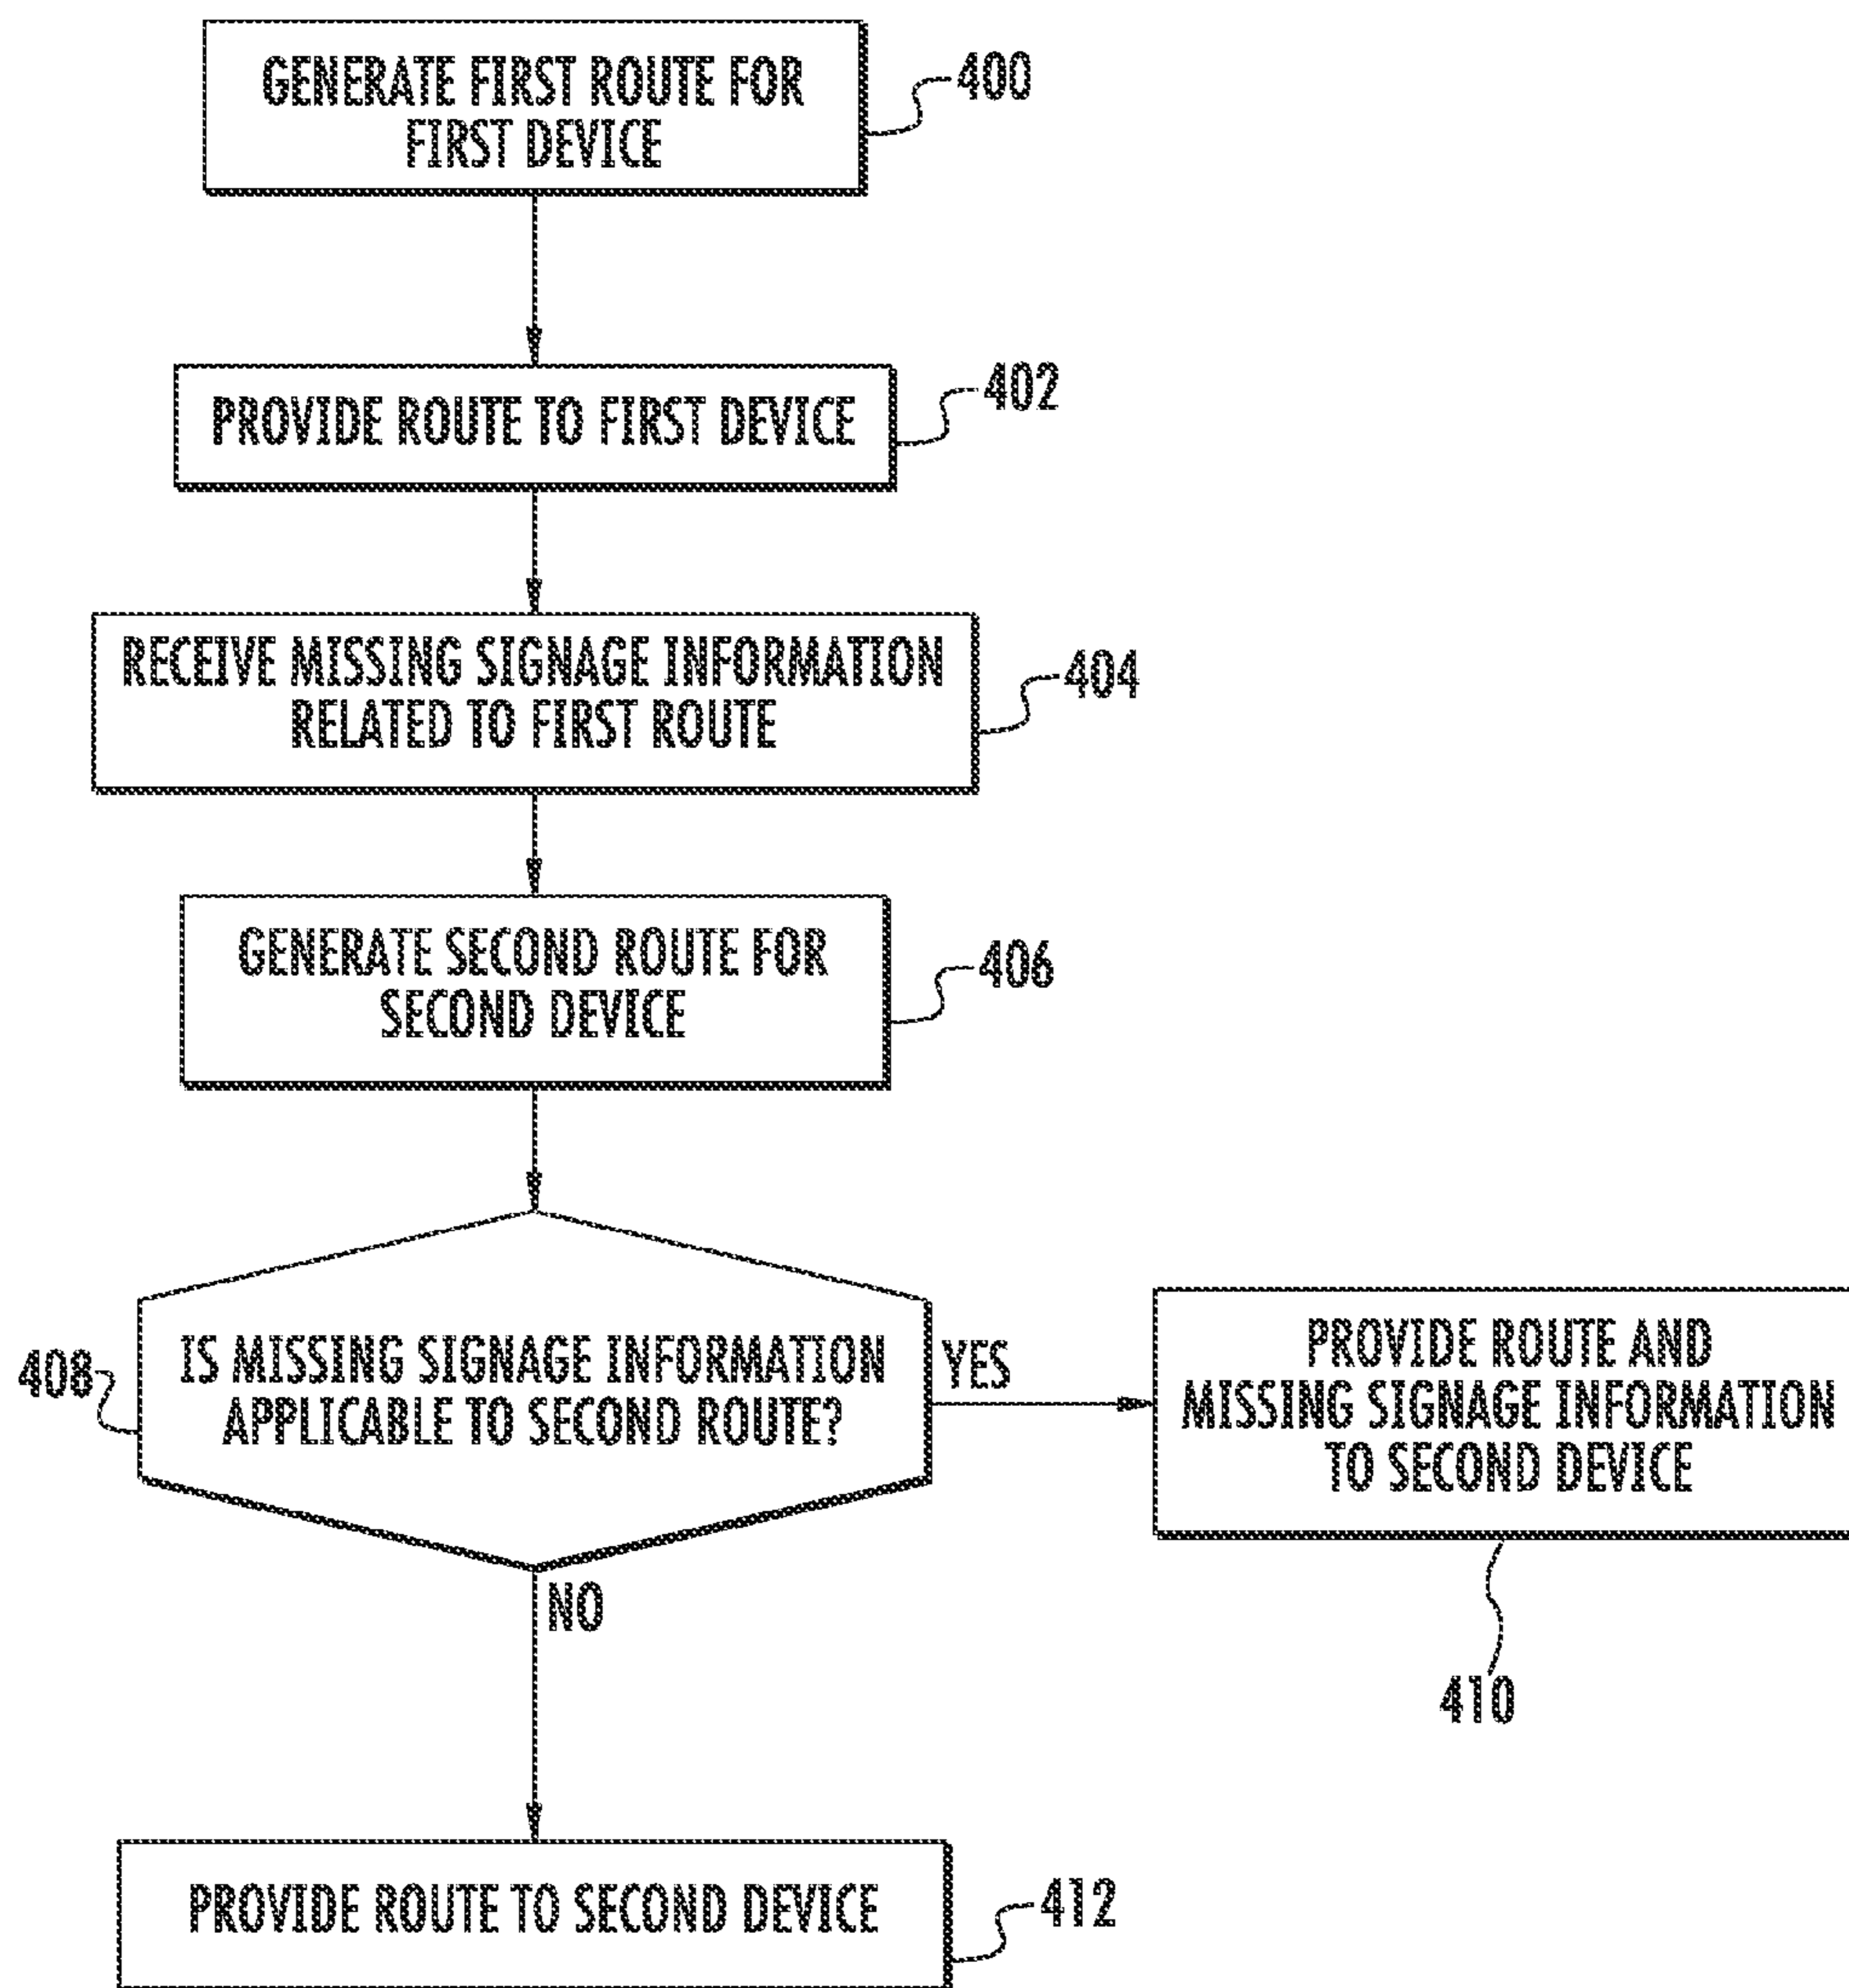 GENERATE FIRST ROUTE FOR
FIRST DEVICE
400
PROVIDE ROUTE TO FIRST DEVICE
402
RECEIVE MISSING SIGNAGE INFORMATION
RELATED TO FIRST ROUTE
404
GENERATE SECOND ROUTE FOR
SECOND DEVICE
406
408
IS MISSING SIGNAGE INFORMATION
APPLICABLE TO SECOND ROUTE?
YES
PROVIDE ROUTE AND
MISSING SIGNAGE INFORMATION
TO SECOND DEVICE
410
NO
PROVIDE ROUTE TO SECOND DEVICE
412